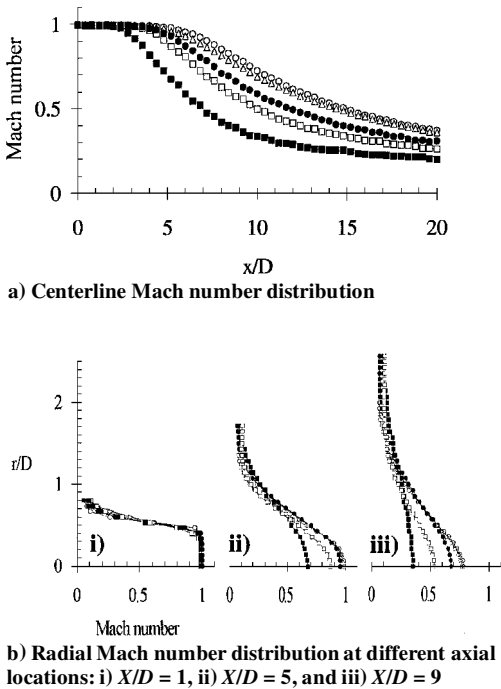 1
0.5
0
Mach number
0 5 10 15 20
x/D
a) Centerline Mach number distribution
2
r/D
1
0
i) ii) iii)
0 0.5 1 0 0.5 1 0 0.5 1
Mach number
b) Radial Mach number distribution at different axial
locations: i) X/D = 1, ii) X/D = 5, and iii) X/D = 9